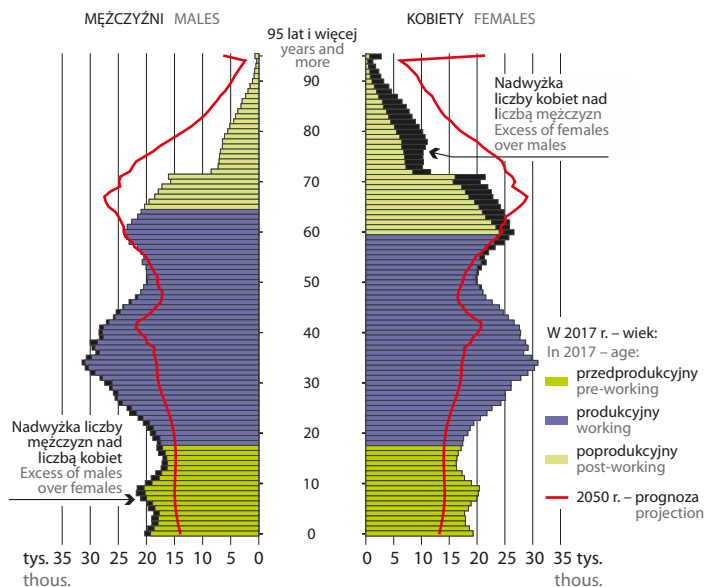 MĘŻCZYŹNI MALES
95 lat i więcej
years and
more
KOBIETY FEMALES
90
80
70
60
50
40
30
20
10
0
Nadwyżka
liczby kobiet nad
liczbą mężczyzn
Excess of females
over males
Nadwyżka liczby
mężczyzn nad
liczbą kobiet
Excess of males
over females
W 2017 r. – wiek:
In 2017 – age:
przedprodukcyjny
pre-working
produkcyjny
working
poprodukcyjny
post-working
2050 r. – prognoza
projection
tys. 35 30 25 20 15 10 5 0
thous.
0 5 10 15 20 25 30 35 tys.
thous.